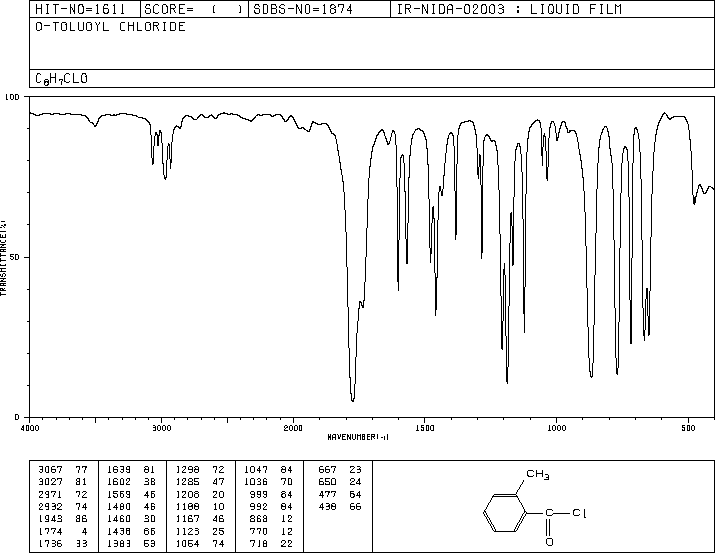 HIT-NO=1611 SCORE= ( ) SDBS-NO=1874 IR-NIDA-02003 : LIQUID FILM
O-TOLUOYL CHLORIDE
C8H7CLO
100
TRANSMITTANCE(%)
50
0
4000 3000 2000 1500 1000 500
WAVENUMBER(-1)
3067 77 1639 81 1298 72 1047 84 667 23
3027 81 1602 38 1285 47 1036 70 650 24
2971 72 1569 46 1208 20 999 84 477 64
2932 74 1480 46 1188 10 992 84 438 66
1943 86 1460 30 1167 46 868 12
1774 4 1438 66 1123 25 770 12
1736 33 1383 53 1054 74 718 22
CH3
C Cl
O